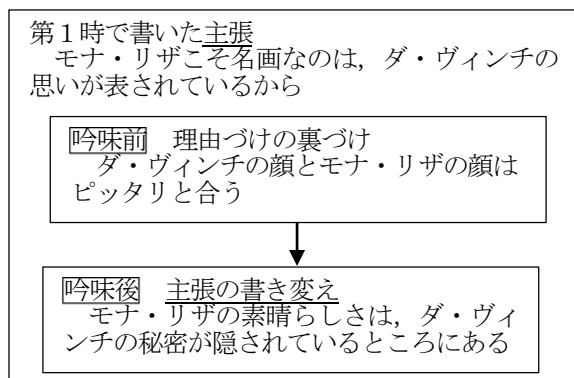 第１時で書いた主張
モナ・リザこそ名画なのは，ダ・ヴィンチの
思いが表されているから
吟味前　理由づけの裏づけ
ダ・ヴィンチの顔とモナ・リザの顔は
ピッタリと合う
吟味後　主張の書き変え
モナ・リザの素晴らしさは，ダ・ヴィ
ンチの秘密が隠されているところにある